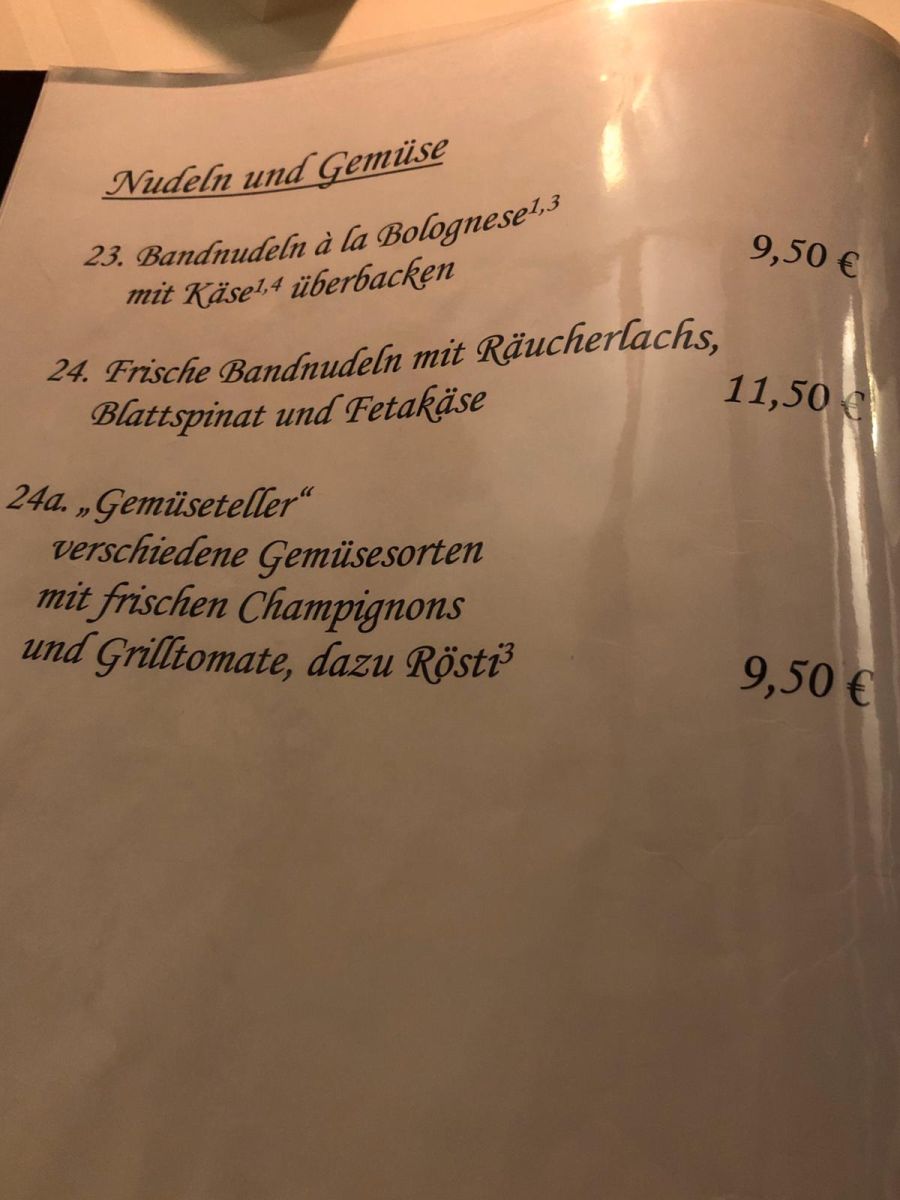 Nudeln und Gemüse
23. Bandnudeln à la Bolognese1,3
mit Käse1,4 überbacken 9,50 €
24. Frische Bandnudeln mit Räucherlachs,
Blattspinat und Fetakäse 11,50 €
24a. „Gemüseteller“
verschiedene Gemüsesorten
mit frischen Champignons
und Grilltomate, dazu Rösti3 9,50 €